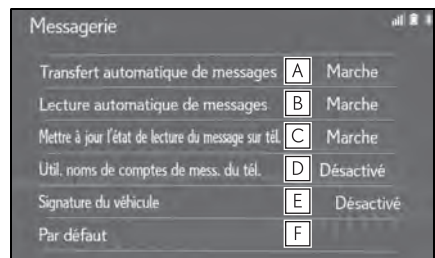 Messagerie
Transfert automatique de messages A Marche
Lecture automatique de messages B Marche
Mettre à jour l'état de lecture du message sur tél. C Marche
Util. noms de comptes de mess. du tél. D Désactivé
Signature du véhicule E Désactivé
Par défaut F